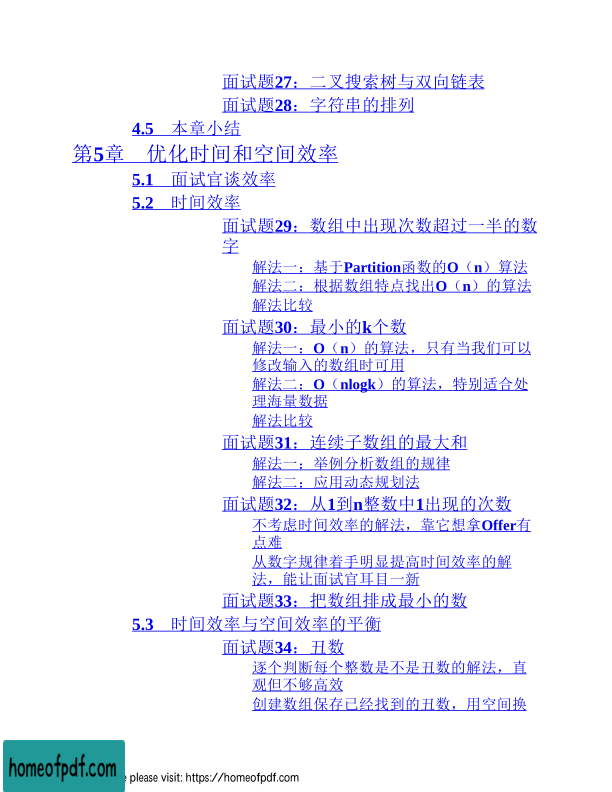 面试题27：二叉搜索树与双向链表
面试题28：字符串的排列
4.5　本章小结
第5章　优化时间和空间效率
5.1　面试官谈效率
5.2　时间效率
面试题29：数组中出现次数超过一半的数
字
解法一：基于Partition函数的O（n）算法
解法二：根据数组特点找出O（n）的算法
解法比较
面试题30：最小的k个数
解法一：O（n）的算法，只有当我们可以
修改输入的数组时可用
解法二：O（nlogk）的算法，特别适合处
理海量数据
解法比较
面试题31：连续子数组的最大和
解法一：举例分析数组的规律
解法二：应用动态规划法
面试题32：从1到n整数中1出现的次数
不考虑时间效率的解法，靠它想拿Offer有
点难
从数字规律着手明显提高时间效率的解
法，能让面试官耳目一新
面试题33：把数组排成最小的数
5.3　时间效率与空间效率的平衡
面试题34：丑数
逐个判断每个整数是不是丑数的解法，直
观但不够高效
创建数组保存已经找到的丑数，用空间换
homeofpdf.com
please visit: https://homeofpdf.com